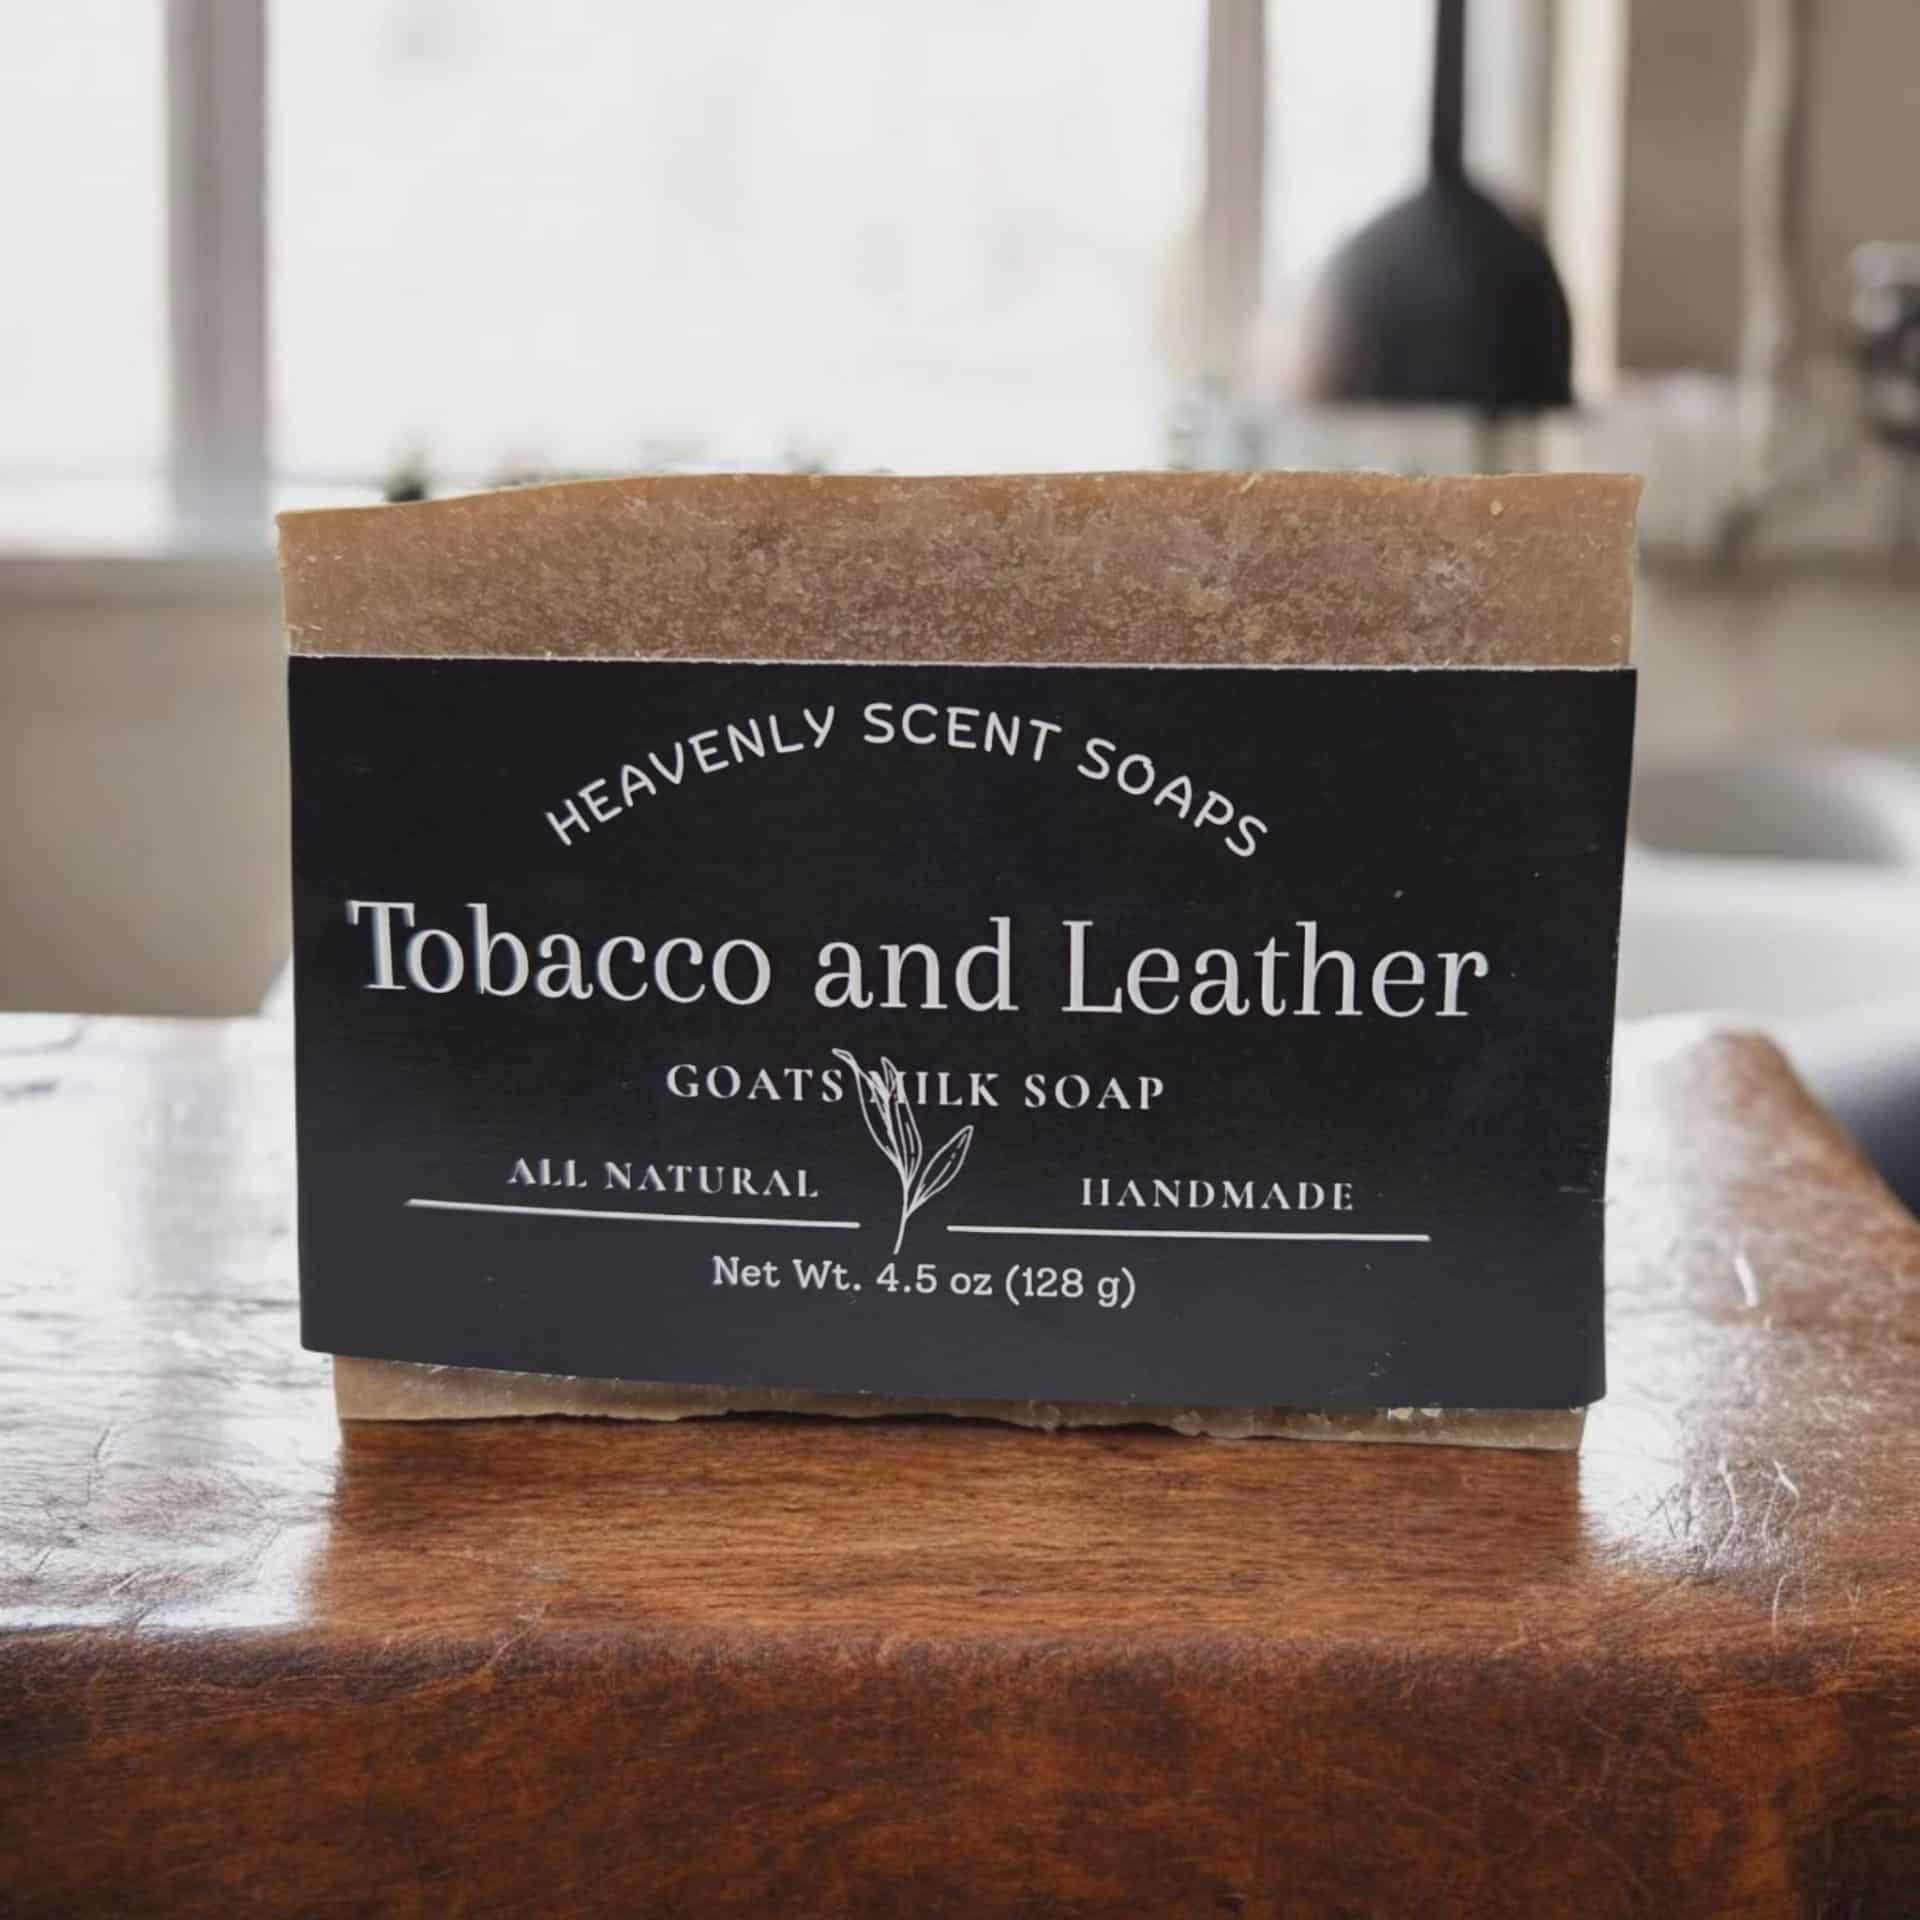 HEAVENLY SCENT SOAPS
Tobacco and Leather
GOATS MILK SOAP
ALL NATURAL
HANDMADE
Net Wt. 4.5 oz (128 g)